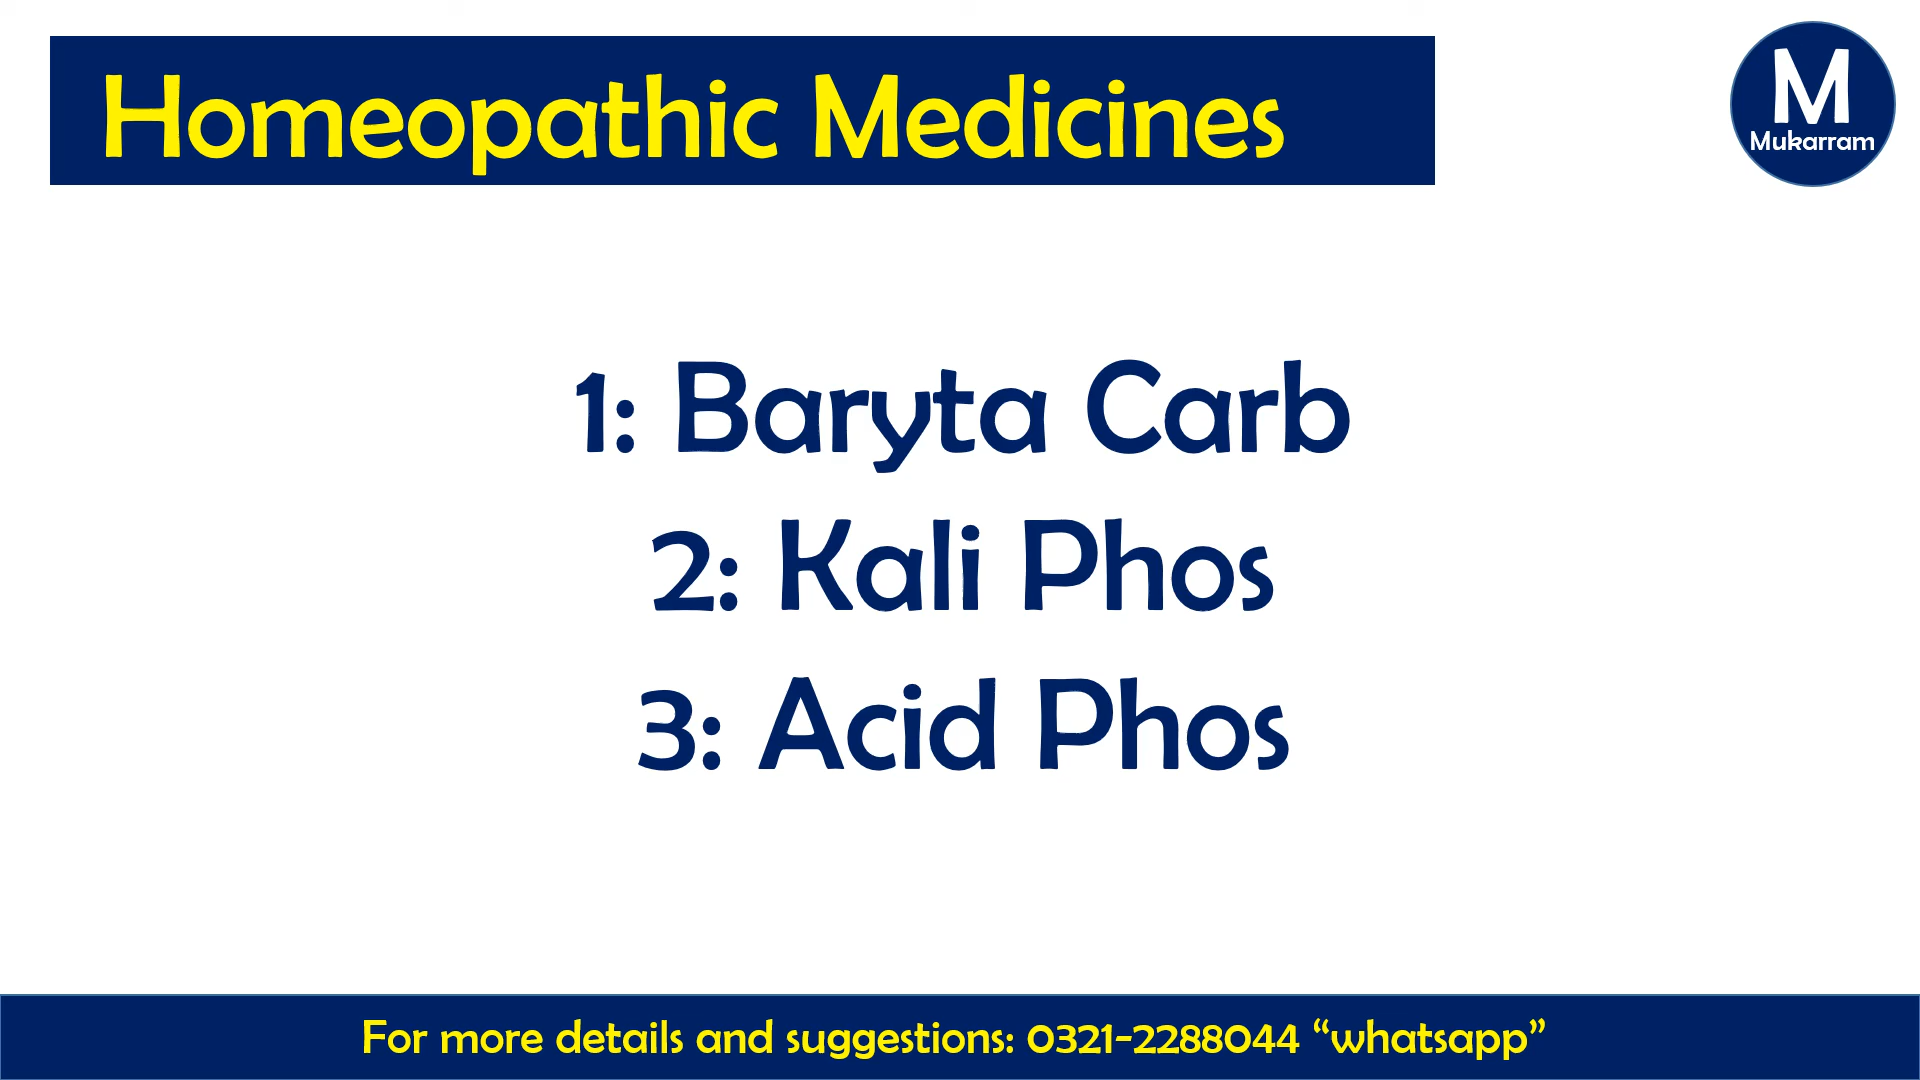 Homeopathic Medicines
M
Mukarram
1: Baryta Carb
2: Kali Phos
3: Acid Phos
For more details and suggestions: 0321-2288044 “whatsapp”